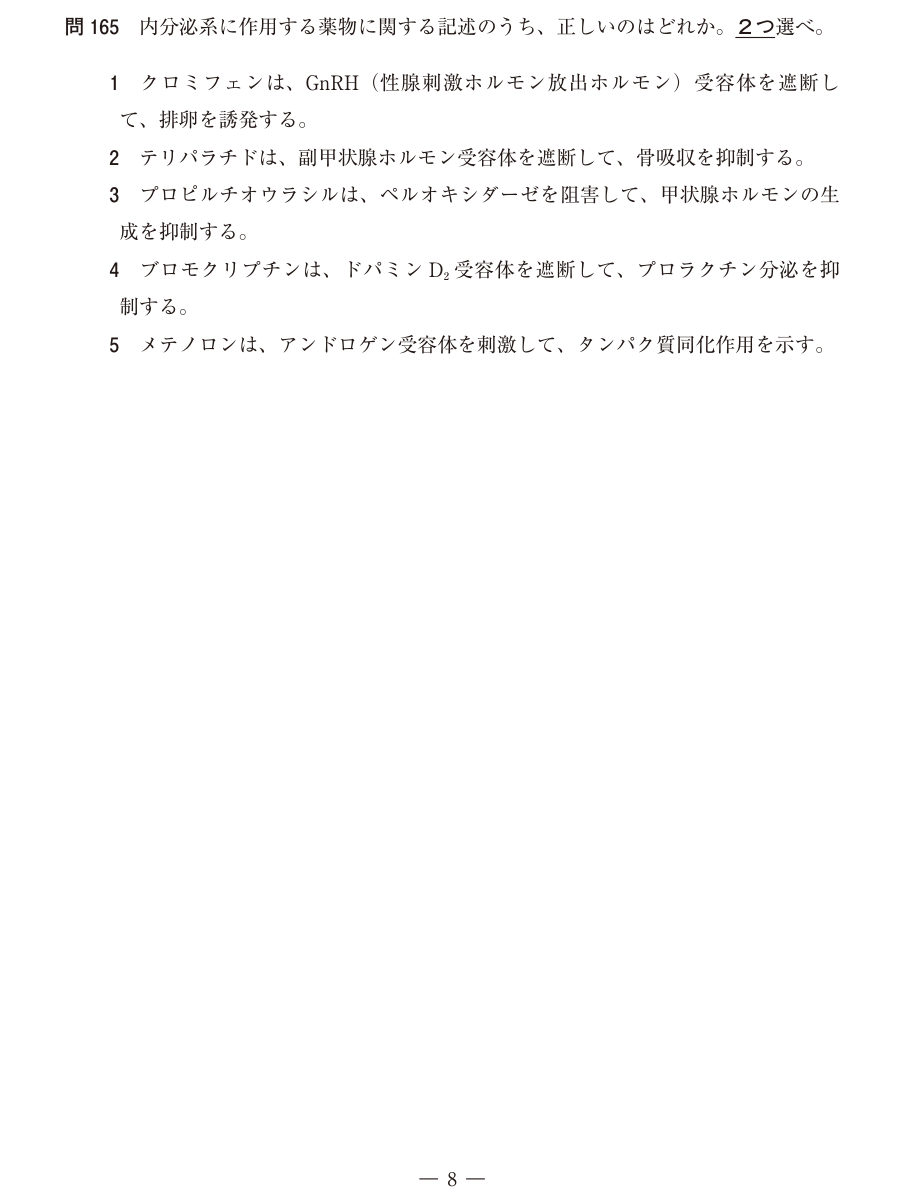 問 165　内分泌系に作用する薬物に関する記述のうち、正しいのはどれか。２つ選べ。
1　クロミフェンは、GnRH（性腺刺激ホルモン放出ホルモン）受容体を遮断し
て、排卵を誘発する。
2　テリパラチドは、副甲状腺ホルモン受容体を遮断して、骨吸収を抑制する。
3　プロピルチオウラシルは、ペルオキシダーゼを阻害して、甲状腺ホルモンの生
成を抑制する。
4　ブロモクリプチンは、ドパミン D₂ 受容体を遮断して、プロラクチン分泌を抑
制する。
5　メテノロンは、アンドロゲン受容体を刺激して、タンパク質同化作用を示す。
― 8 ―